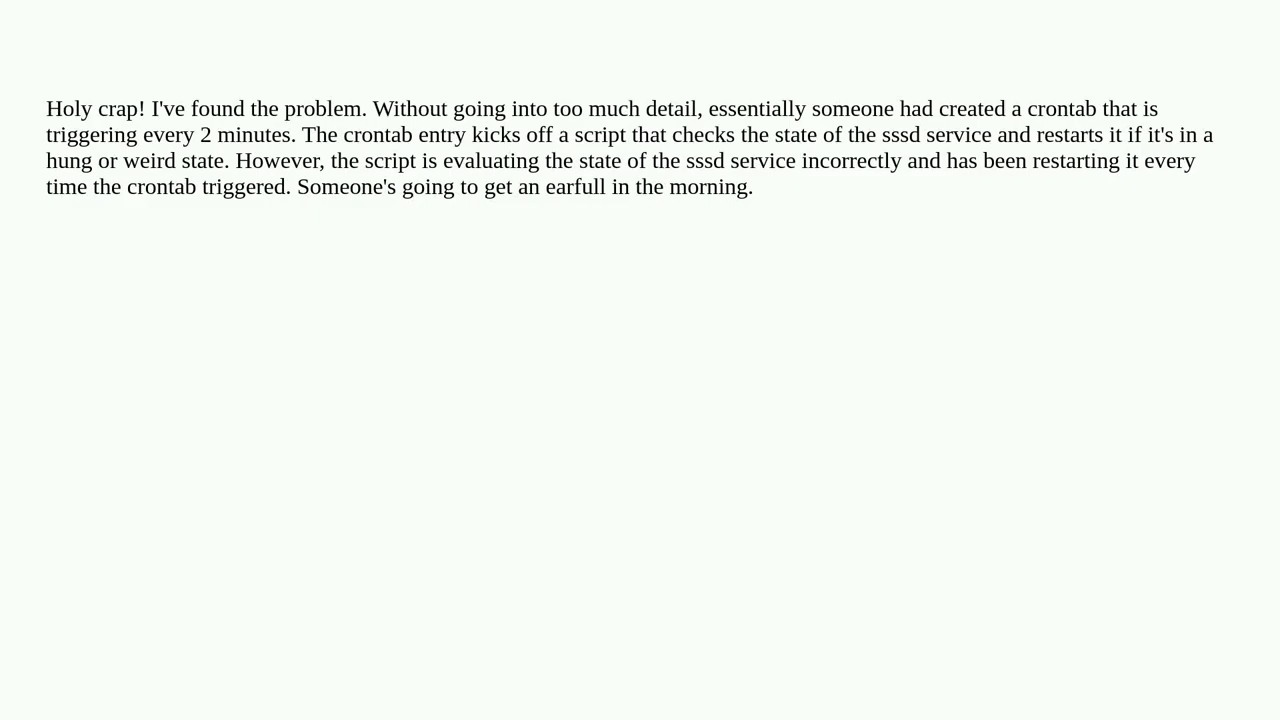 Holy crap! I've found the problem. Without going into too much detail, essentially someone had created a crontab that is
triggering every 2 minutes. The crontab entry kicks off a script that checks the state of the sssd service and restarts it if it's in a
hung or weird state. However, the script is evaluating the state of the sssd service incorrectly and has been restarting it every
time the crontab triggered. Someone's going to get an earfull in the morning.